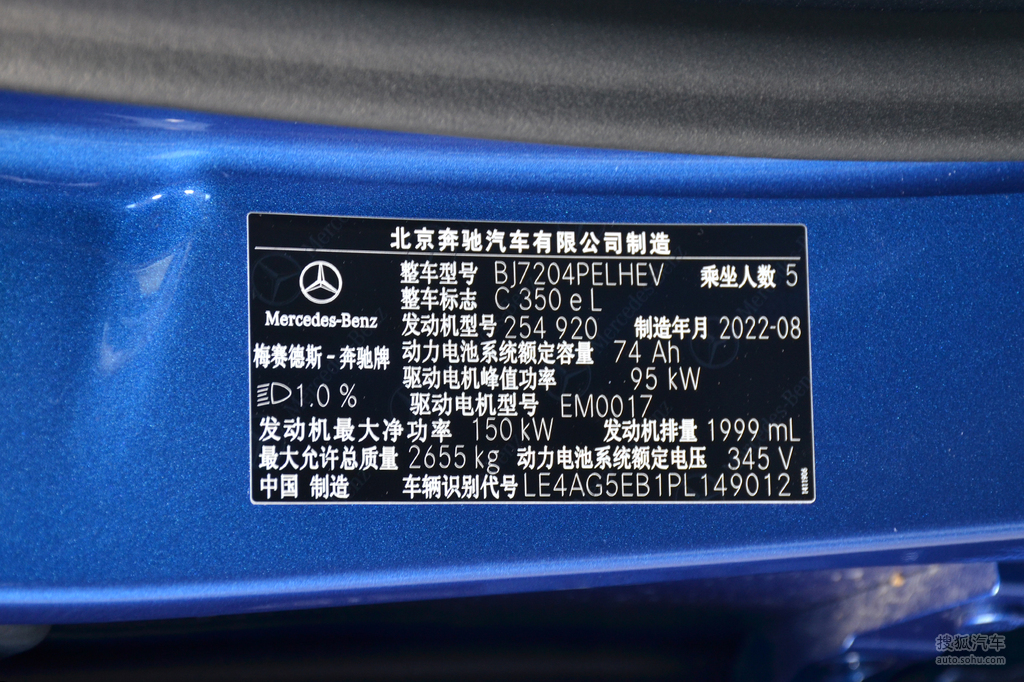 北京奔驰汽车有限公司制造
整车型号 BJ7204PELHEV 乘坐人数 5
整车标志 C 350 e L
Mercedes-Benz
发动机型号 254 920 制造年月 2022-08
梅赛德斯-奔驰牌
动力电池系统额定容量 74 Ah
驱动电机峰值功率 95 kW
1.0 %
驱动电机型号 EM0017
发动机最大净功率 150 kW 发动机排量 1999 mL
最大允许总质量 2655 kg 动力电池系统额定电压 345 V
中国 制造 车辆识别代号 LE4AG5EB1PL149012
搜狐汽车
auto.sohu.com